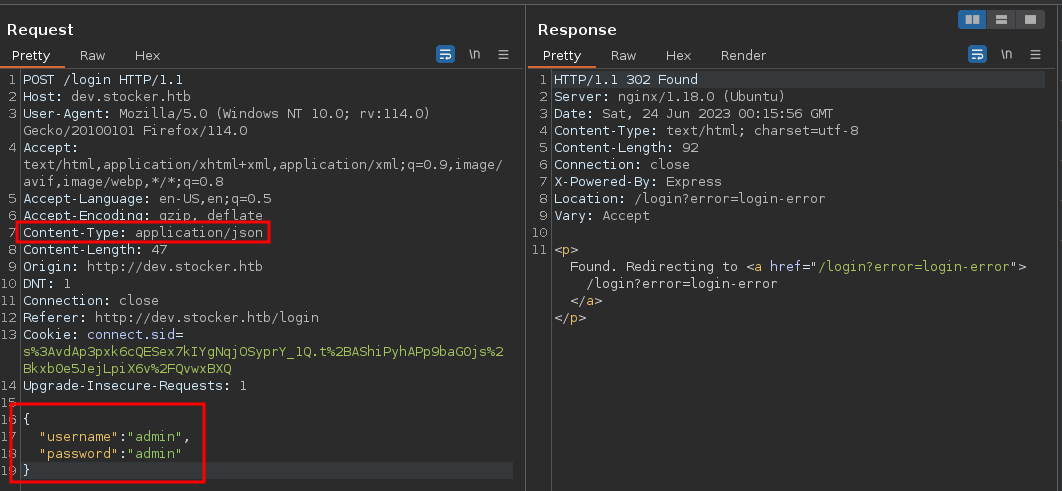 Request
Pretty Raw Hex \n
1 POST /login HTTP/1.1
2 Host: dev.stocker.htb
3 User-Agent: Mozilla/5.0 (Windows NT 10.0; rv:114.0)
Gecko/20100101 Firefox/114.0
4 Accept:
text/html,application/xhtml+xml,application/xml;q=0.9,image/
avif,image/webp,*/*;q=0.8
5 Accept-Language: en-US,en;q=0.5
6 Accept-Encoding: gzip, deflate
7 Content-Type: application/json
8 Content-Length: 47
9 Origin: http://dev.stocker.htb
10 DNT: 1
11 Connection: close
12 Referer: http://dev.stocker.htb/login
13 Cookie: connect.sid=
s%3AvdAp3pxk6cQESex7kIYgNqjOSyprY_1Q.t%2BAShiPyhAPp9baG0js%2
Bkxb0e5JejLpiX6v%2FQvwxBXQ
14 Upgrade-Insecure-Requests: 1
15
16 {
17 "username":"admin",
18 "password":"admin"
19 }
Response
Pretty Raw Hex Render \n
1 HTTP/1.1 302 Found
2 Server: nginx/1.18.0 (Ubuntu)
3 Date: Sat, 24 Jun 2023 00:15:56 GMT
4 Content-Type: text/html; charset=utf-8
5 Content-Length: 92
6 Connection: close
7 X-Powered-By: Express
8 Location: /login?error=login-error
9 Vary: Accept
10
11 <p>
Found. Redirecting to <a href="/login?error=login-error">
/login?error=login-error
</a>
</p>